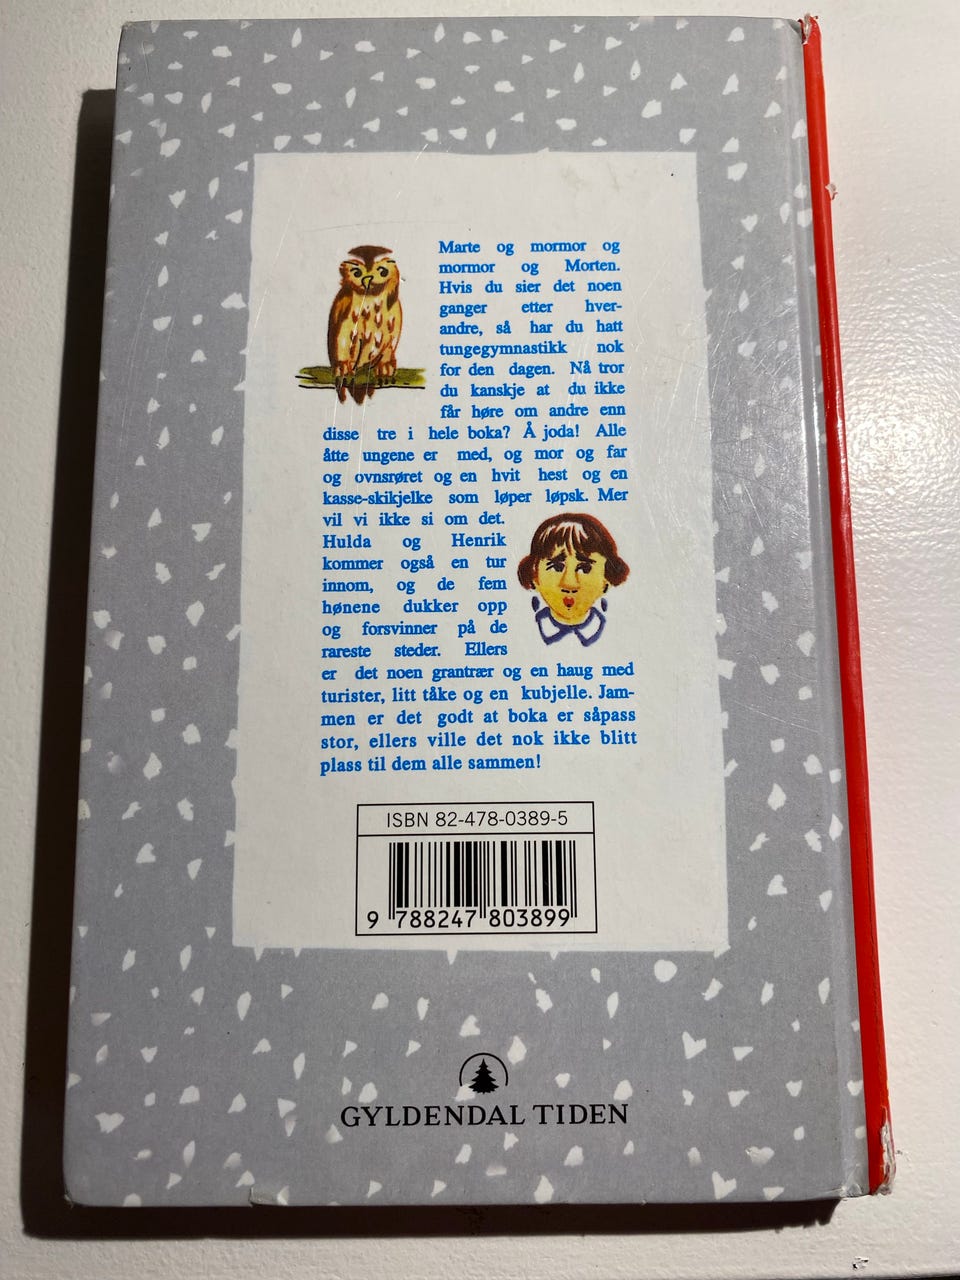 Marte og mormor og
mormor og Morten.
Hvis du sier det noen
ganger etter hver-
andre, så har du hatt
tungegymnastikk nok
for den dagen. Nå tror
du kanskje at du ikke
får høre om andre enn
disse tre i hele boka? Å joda! Alle
åtte ungene er med, og mor og far
og ovnsrøret og en hvit hest og en
kasse-skikjelke som løper løpsk. Mer
vil vi ikke si om det.
Hulda og Henrik
kommer også en tur
innom, og de fem
hønene dukker opp
og forsvinner på de
rareste steder. Ellers
er det noen grantrær og en haug med
turister, litt tåke og en kubjelle. Jam-
men er det godt at boka er såpass
stor, ellers ville det nok ikke blitt
plass til dem alle sammen!
ISBN 82-478-0389-5
9 788247 803899
GYLDENDAL TIDEN